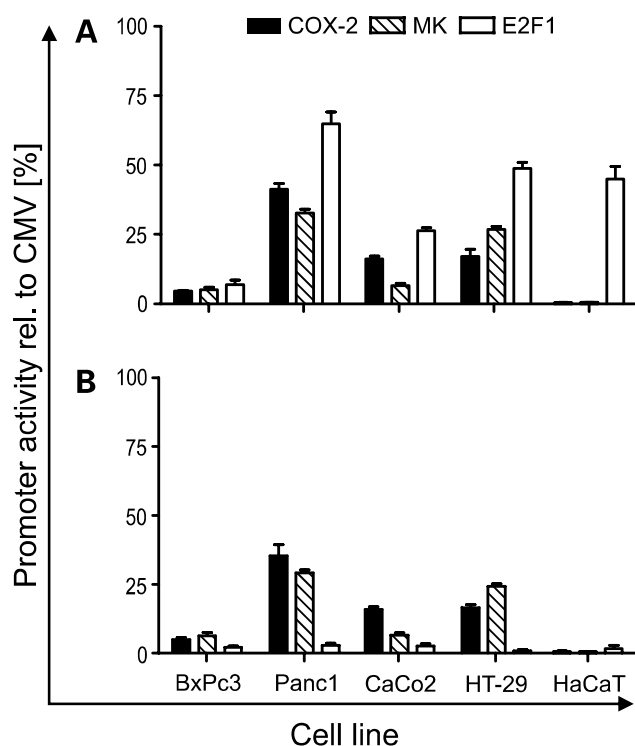 COX-2 MK E2F1
A
100
75
50
25
0
B
100
75
50
25
0
BxPc3 Panc1 CaCo2 HT-29 HaCaT
Cell line
Promoter activity rel. to CMV [%]